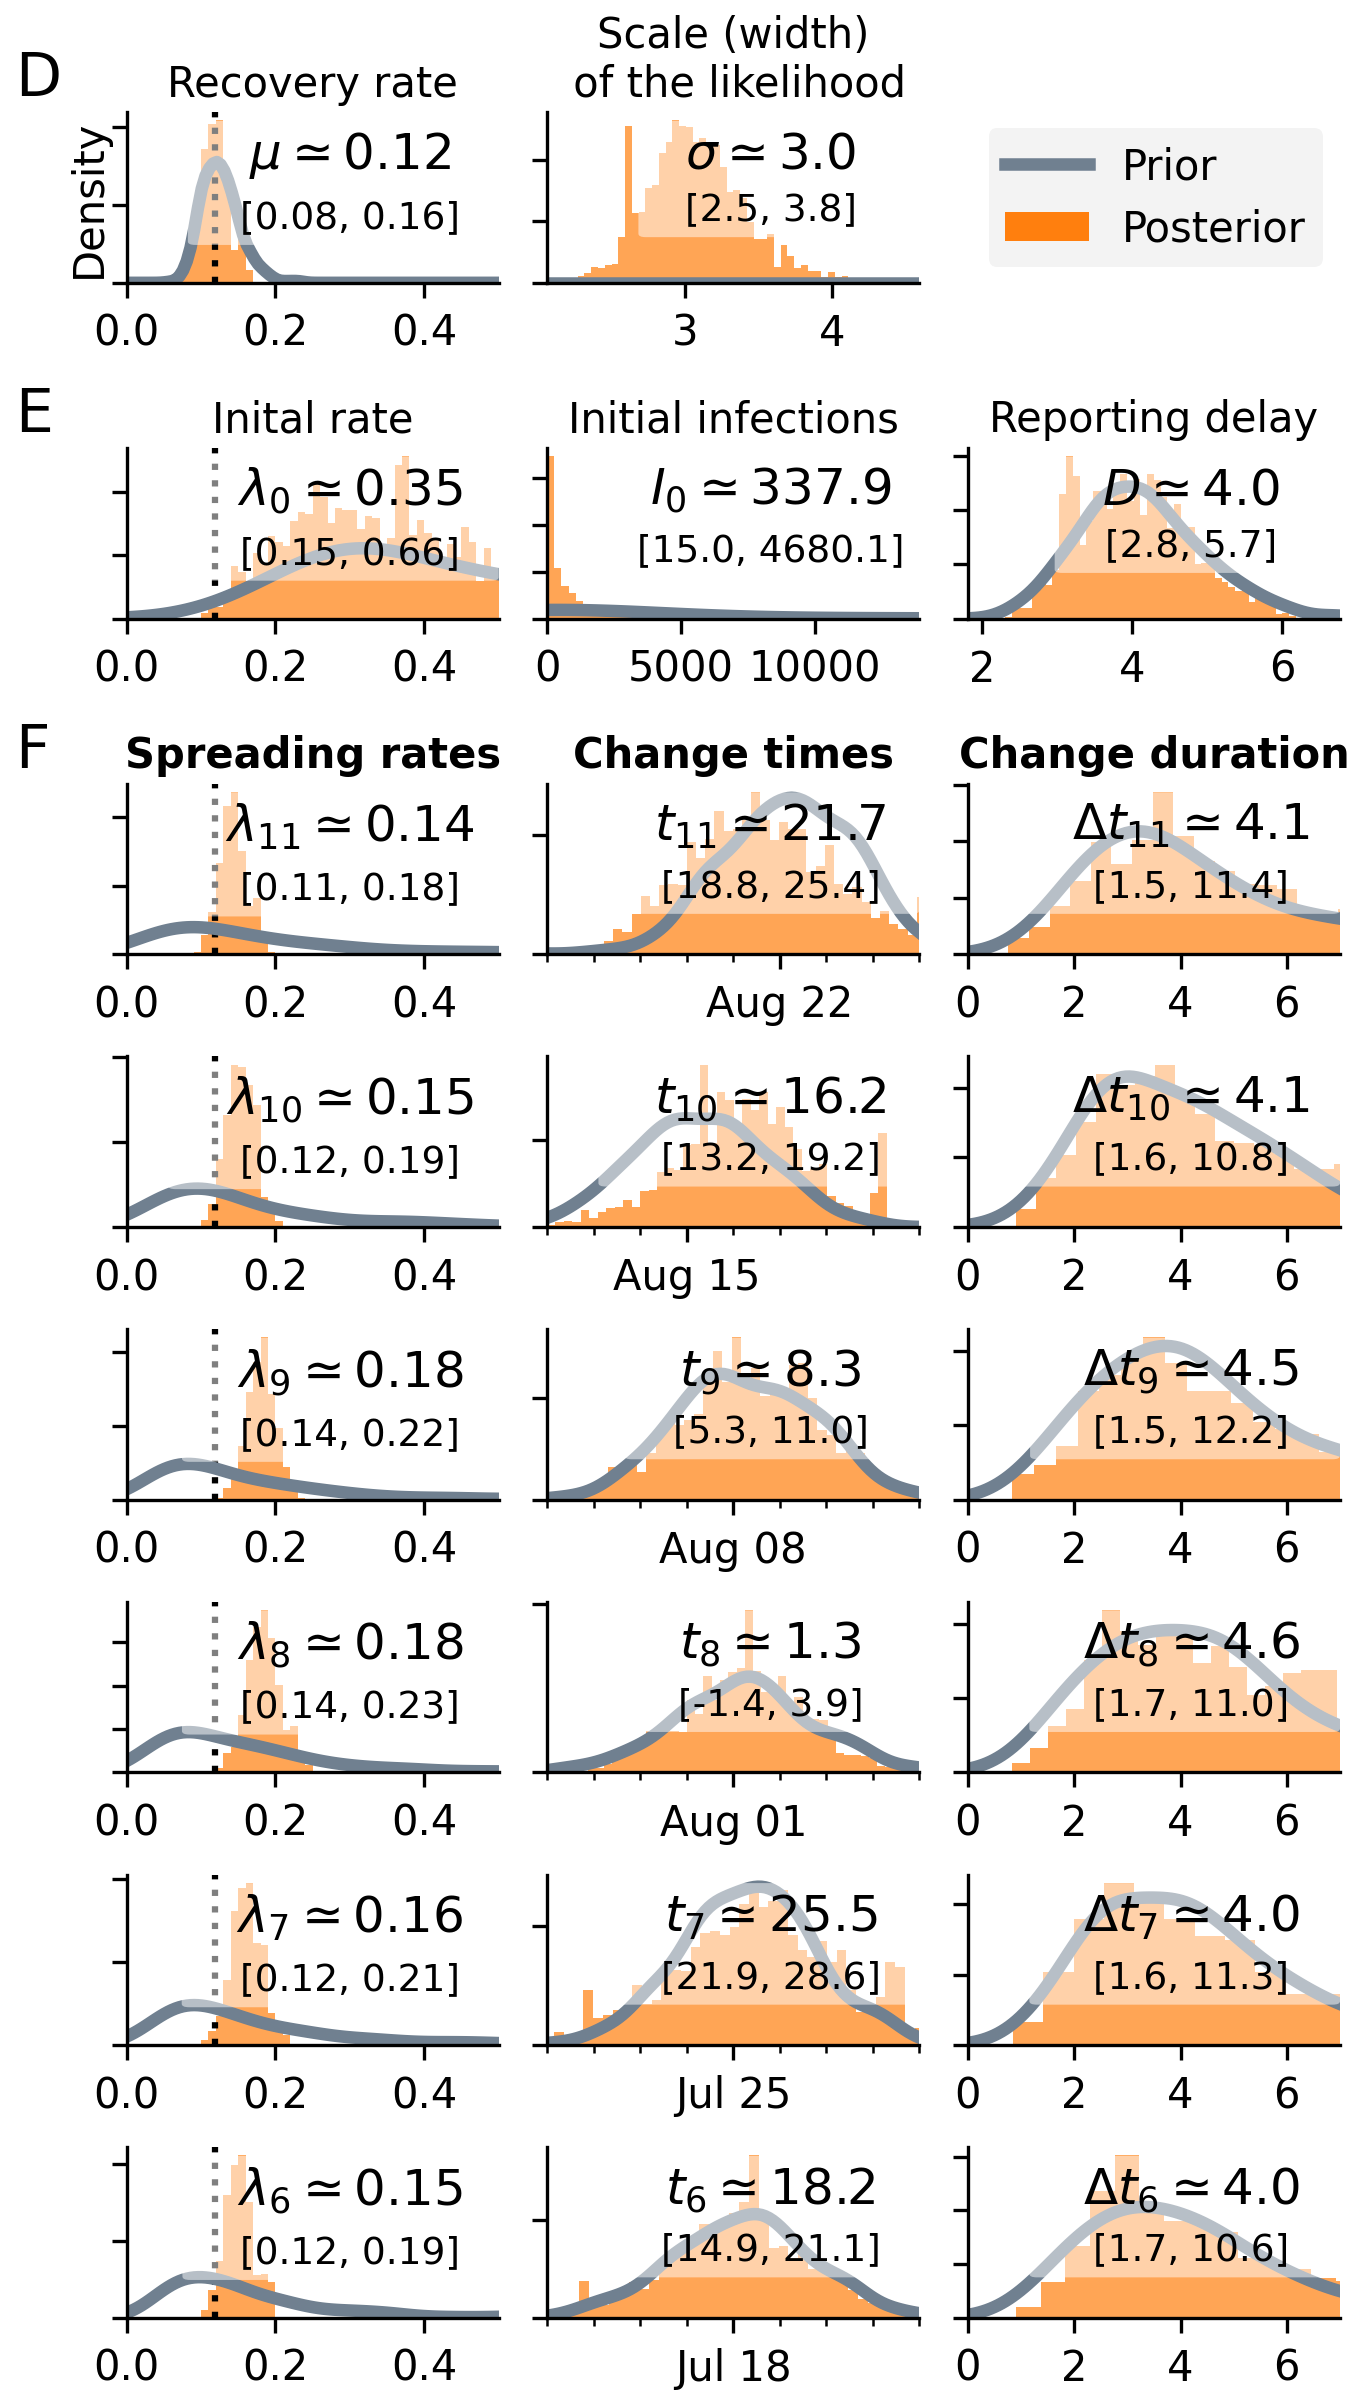 D
Recovery rate
Scale (width)
of the likelihood
Density
μ ≃ 0.12
[0.08, 0.16]
0.0 0.2 0.4
σ ≃ 3.0
[2.5, 3.8]
3 4
Prior
Posterior
E
Inital rate
λ0 ≃ 0.35
[0.15, 0.66]
0.0 0.2 0.4
Initial infections
I0 ≃ 337.9
[15.0, 4680.1]
0 5000 10000
Reporting delay
D ≃ 4.0
[2.8, 5.7]
2 4 6
F
Spreading rates
Change times
Change duration
λ11 ≃ 0.14
[0.11, 0.18]
0.0 0.2 0.4
t11 ≃ 21.7
[18.8, 25.4]
Aug 22
Δt11 ≃ 4.1
[1.5, 11.4]
0 2 4 6
λ10 ≃ 0.15
[0.12, 0.19]
0.0 0.2 0.4
t10 ≃ 16.2
[13.2, 19.2]
Aug 15
Δt10 ≃ 4.1
[1.6, 10.8]
0 2 4 6
λ9 ≃ 0.18
[0.14, 0.22]
0.0 0.2 0.4
t9 ≃ 8.3
[5.3, 11.0]
Aug 08
Δt9 ≃ 4.5
[1.5, 12.2]
0 2 4 6
λ8 ≃ 0.18
[0.14, 0.23]
0.0 0.2 0.4
t8 ≃ 1.3
[-1.4, 3.9]
Aug 01
Δt8 ≃ 4.6
[1.7, 11.0]
0 2 4 6
λ7 ≃ 0.16
[0.12, 0.21]
0.0 0.2 0.4
t7 ≃ 25.5
[21.9, 28.6]
Jul 25
Δt7 ≃ 4.0
[1.6, 11.3]
0 2 4 6
λ6 ≃ 0.15
[0.12, 0.19]
0.0 0.2 0.4
t6 ≃ 18.2
[14.9, 21.1]
Jul 18
Δt6 ≃ 4.0
[1.7, 10.6]
0 2 4 6